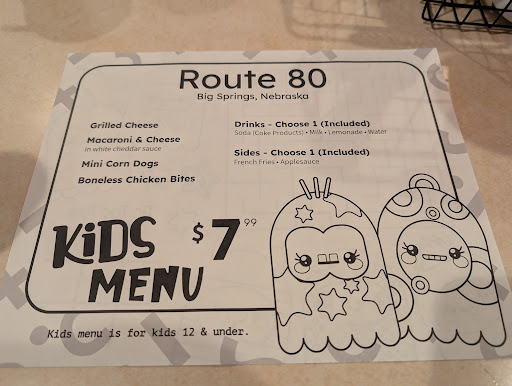 Route 80
Big Springs, Nebraska
Grilled Cheese
Macaroni & Cheese
in white cheddar sauce
Mini Corn Dogs
Boneless Chicken Bites
Drinks - Choose 1 (Included)
Soda (Coke Products) • Milk • Lemonade • Water
Sides - Choose 1 (Included)
French Fries • Applesauce
KiDS
MENU
$7.99
Kids menu is for kids 12 & under.